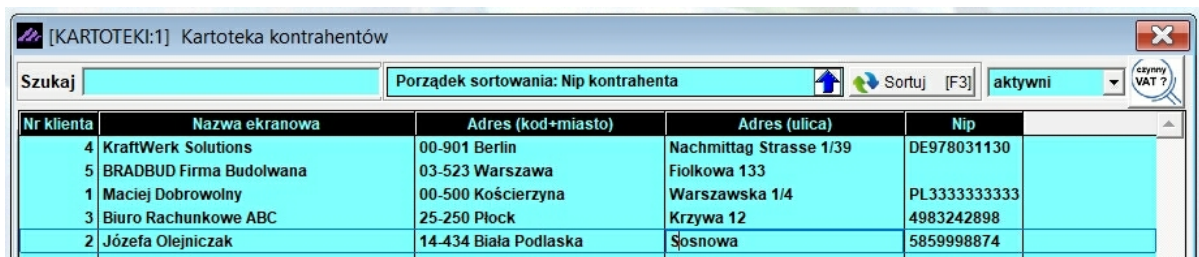 [KARTOTEKI:1] Kartoteka kontrahentów
Szukaj Porządek sortowania: Nip kontrahenta Sortuj [F3] aktywni czynny VAT ?
Nr klienta Nazwa ekranowa Adres (kod+miasto) Adres (ulica) Nip
4 KraftWerk Solutions 00-901 Berlin Nachmittag Strasse 1/39 DE978031130
5 BRADBUD Firma Budolwana 03-523 Warszawa Fiolkowa 133
1 Maciej Dobrowolny 00-500 Kościerzyna Warszawska 1/4 PL3333333333
3 Biuro Rachunkowe ABC 25-250 Płock Krzywa 12 4983242898
2 Józefa Olejniczak 14-434 Biała Podlaska Sosnowa 5859998874